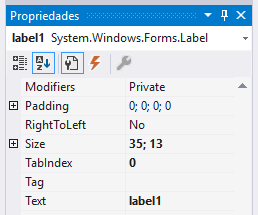 Propriedades
label1 System.Windows.Forms.Label
Modifiers Private
Padding 0; 0; 0; 0
RightToLeft No
Size 35; 13
TabIndex 0
Tag
Text label1